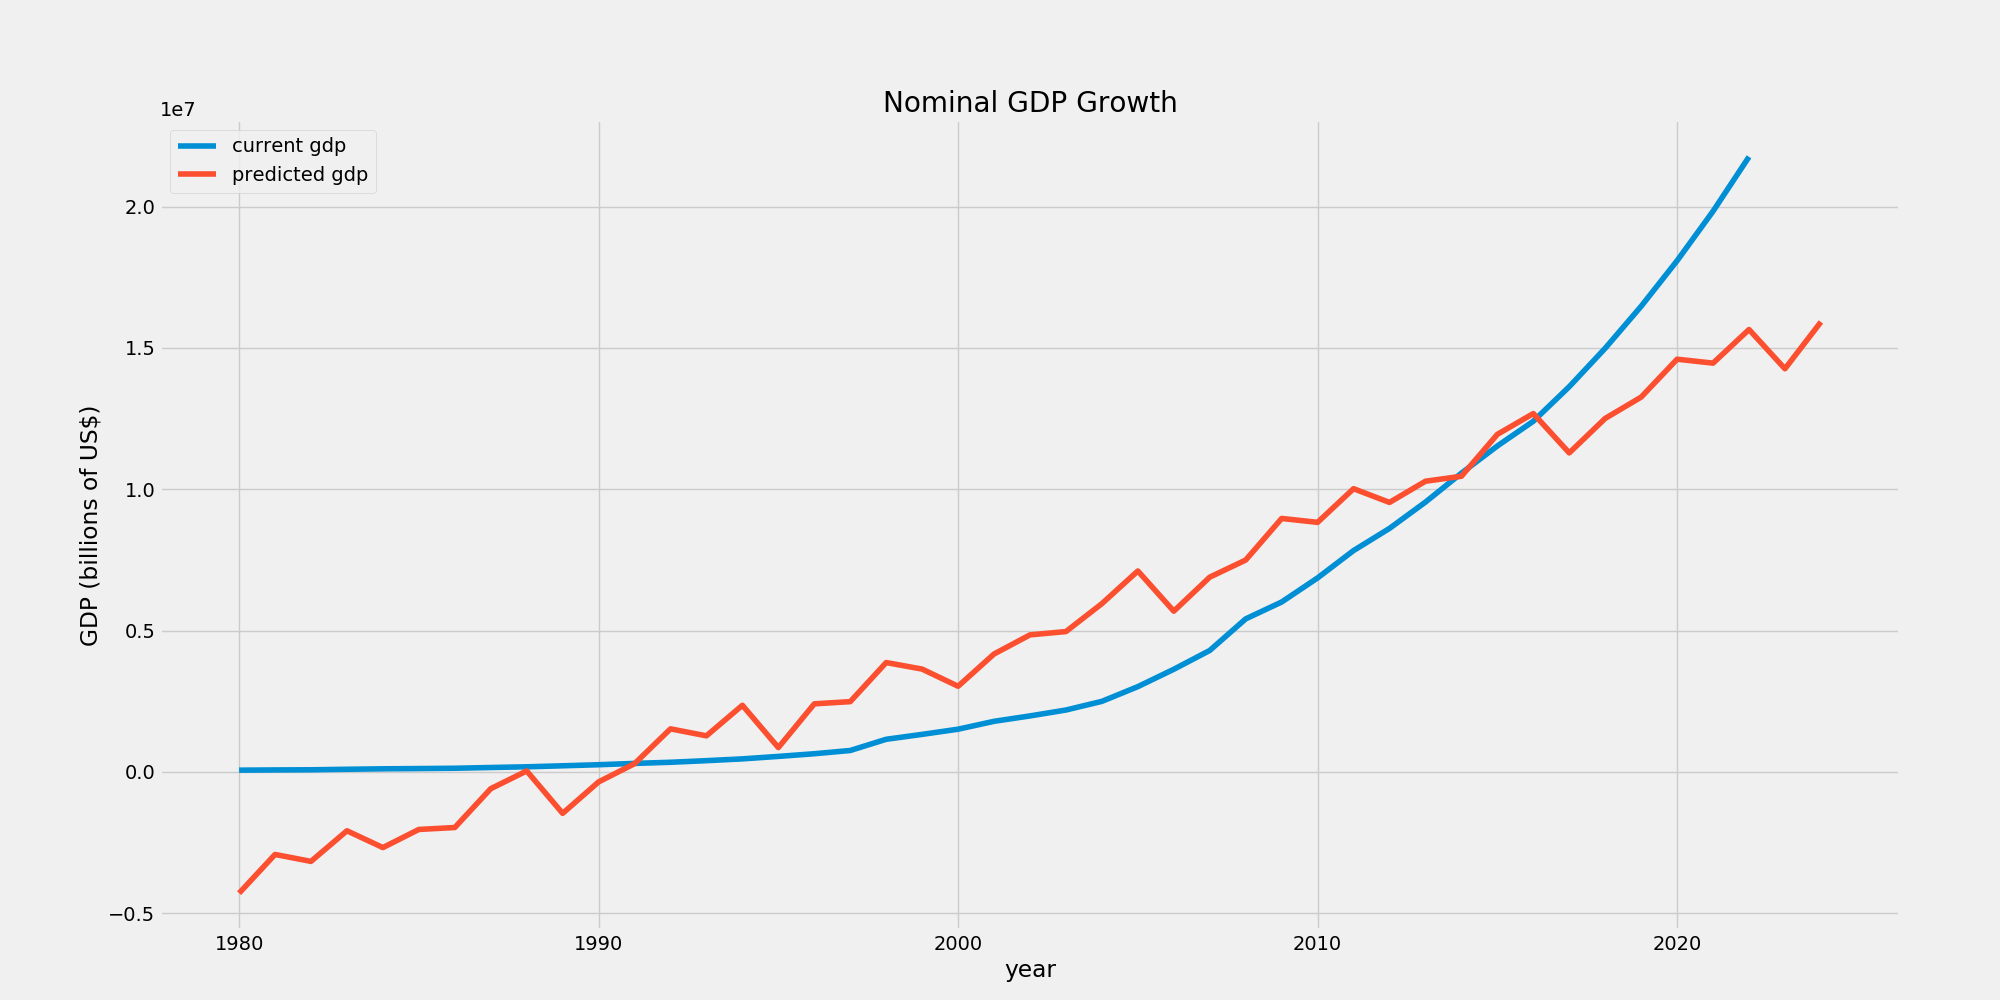 Nominal GDP Growth
1e7
current gdp
predicted gdp
2.0
1.5
1.0
0.5
0.0
−0.5
GDP (billions of US$)
1980 1990 2000 2010 2020
year